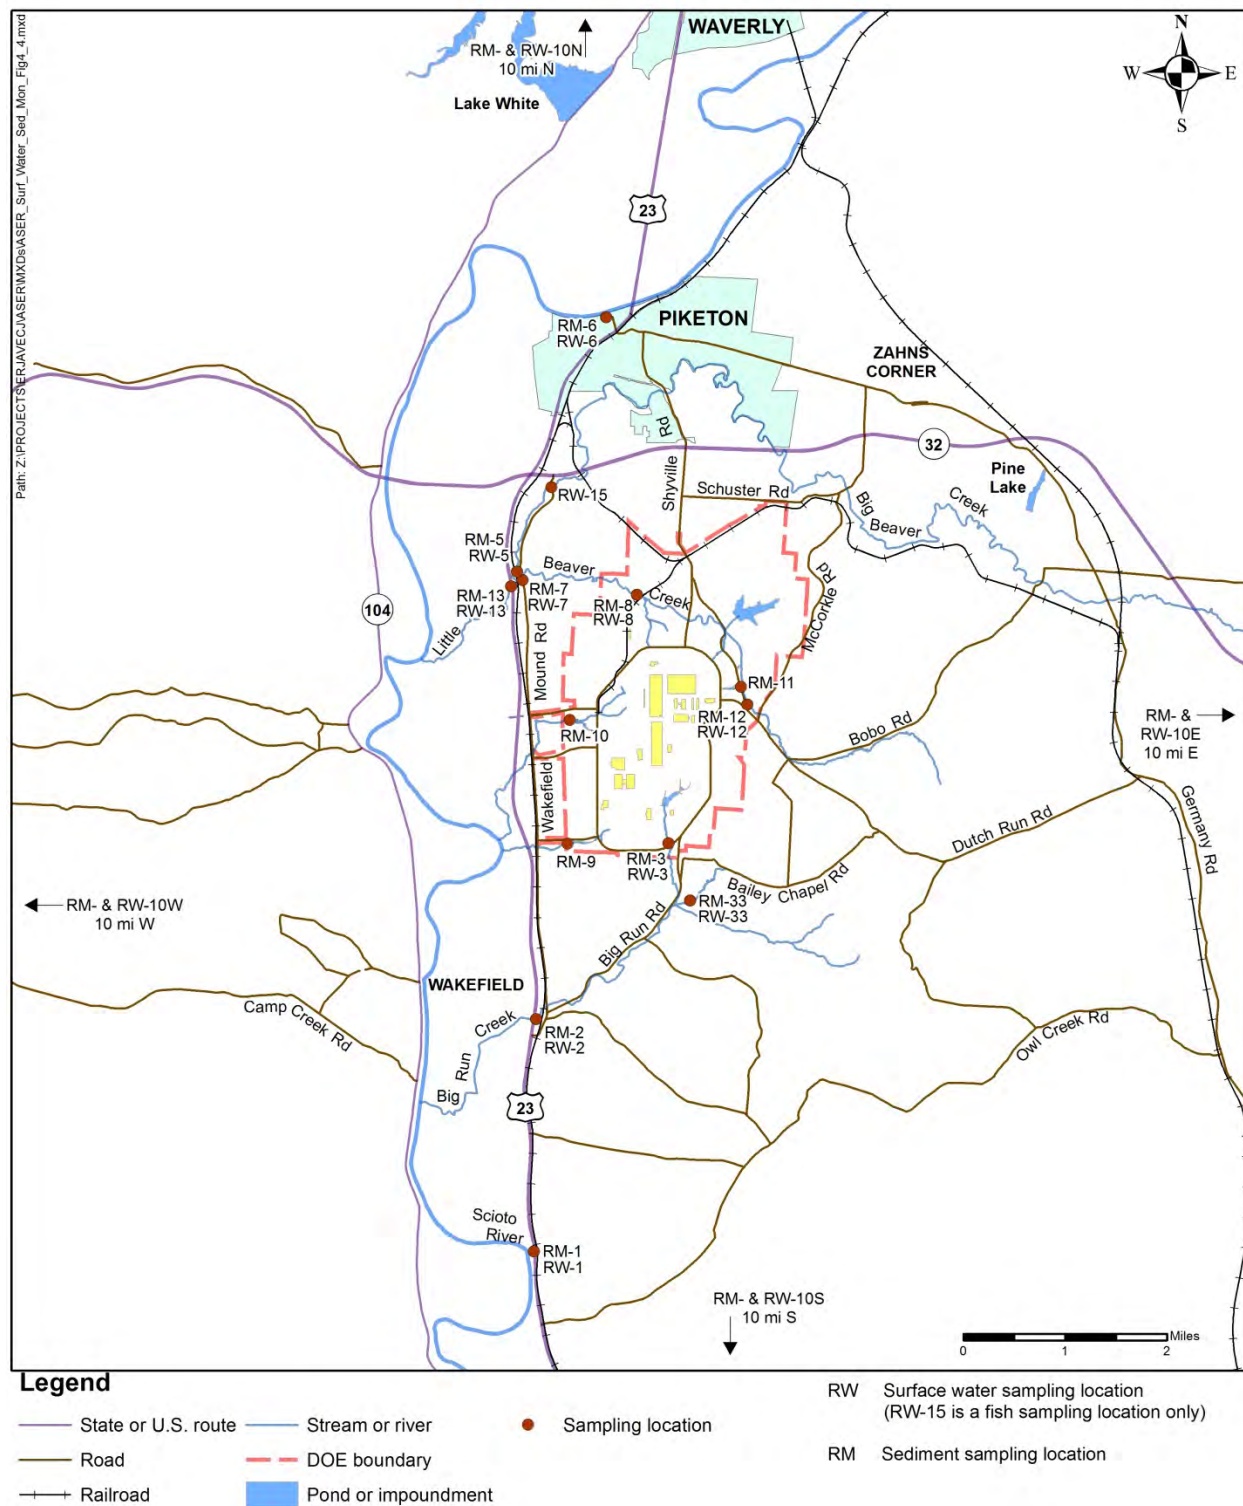 Path: Z:\PROJECTS\ERJAVECJ\ASER\MXDs\ASER_Surf_Water_Sed_Mon_Fig4_4.mxd
WAVERLY
RM- & RW-10N
10 mi N
Lake White
N
W
E
S
23
PIKETON
RM-6
RW-6
ZAHNS
CORNER
32
Shyville
Rd
Pine
Lake
RW-15
Schuster Rd
Big
Beaver
Creek
RM-5
RW-5
Beaver
Creek
Little
RM-13
RW-13
RM-7
RW-7
RM-8
RW-8
McCorkle Rd
104
Mound Rd
RM-11
RM-12
RW-12
RM-10
Bobo Rd
RM- &
RW-10E
10 mi E
Wakefield
Dutch Run Rd
Germany Rd
RM-9
RM-3
RW-3
Bailey Chapel Rd
RM-33
RW-33
RM- & RW-10W
10 mi W
Big Run Rd
WAKEFIELD
Camp Creek Rd
Creek
Run
Big
RM-2
RW-2
Owl Creek Rd
23
Scioto
River
RM-1
RW-1
RM- & RW-10S
10 mi S
Miles
0 1 2
Legend
State or U.S. route
Road
Railroad
Stream or river
DOE boundary
Pond or impoundment
Sampling location
RW Surface water sampling location
(RW-15 is a fish sampling location only)
RM Sediment sampling location